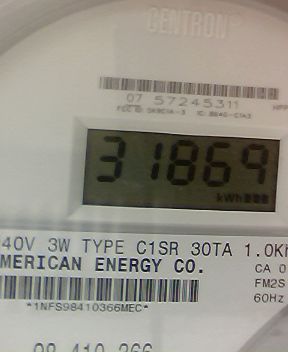 CENTRON®
07 57245311
31869
kWh
40V 3W TYPE C1SR 30TA 1.0K
MERICAN ENERGY CO.
CA 0
FM2S
60Hz
*1NFS98410366MEC*